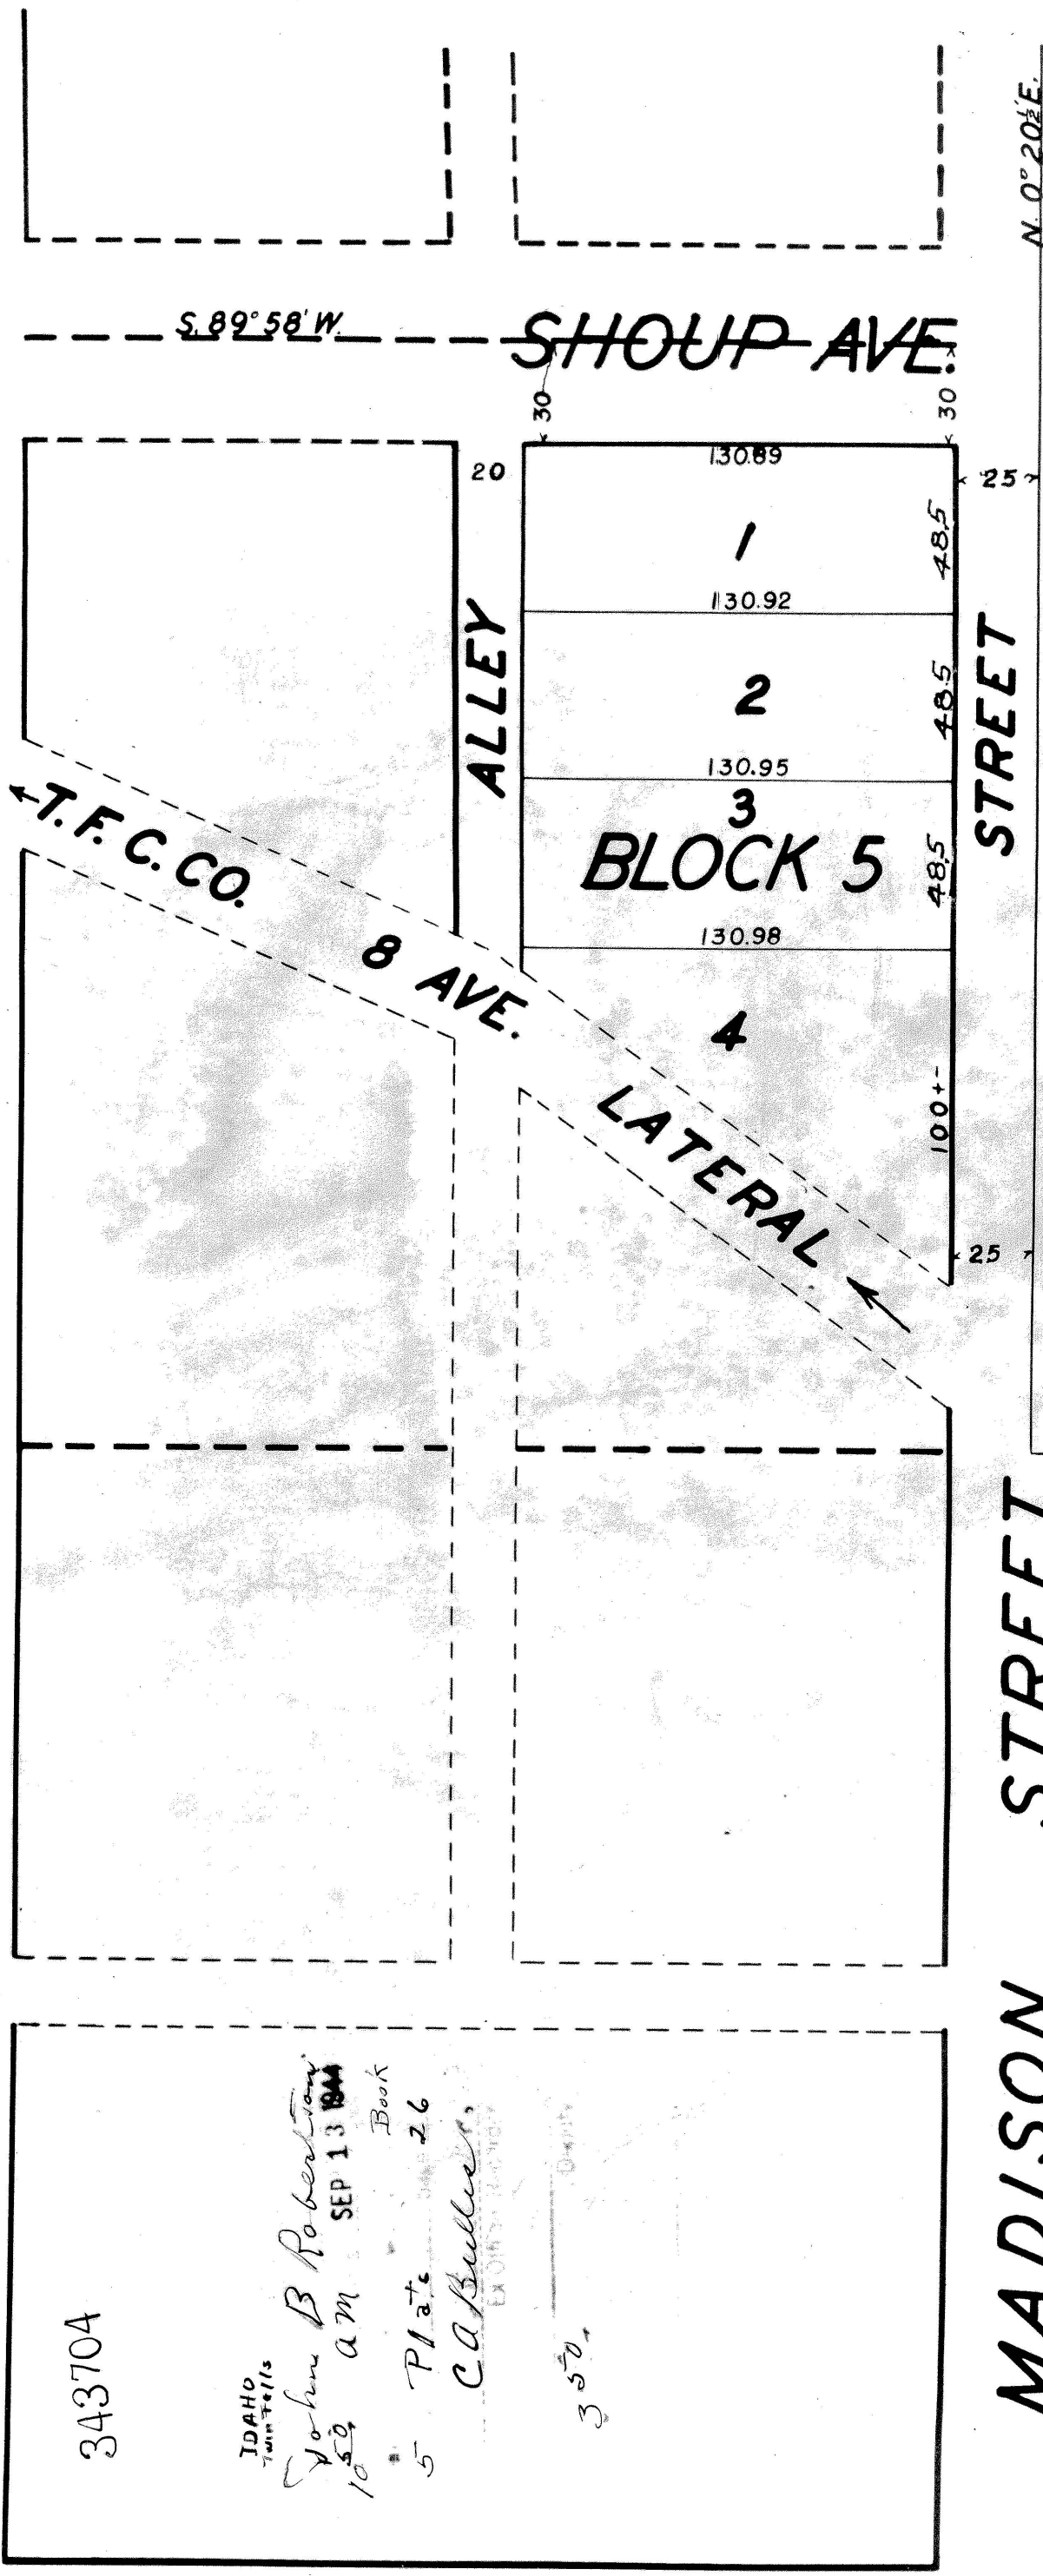 N. 0° 20½' E.
S. 89° 58' W.
SHOUP AVE.
30
30
20
130.89
25
1
48.5
130.92
ALLEY
2
48.5
STREET
130.95
T.F.C.CO.
3
BLOCK 5
48.5
130.98
8 AVE.
4
LATERAL
100+-
25
MADISON STREET
343704
IDAHO
Twin Falls
John B Robertson
10 50 am SEP 13 1944
Book
5 Plats 26
3 50